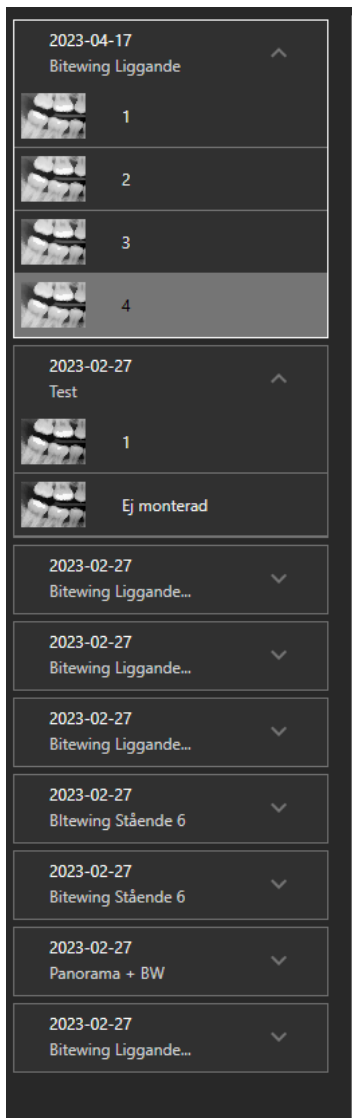 2023-04-17
Bitewing Liggande
1
2
3
4
2023-02-27
Test
1
Ej monterad
2023-02-27
Bitewing Liggande...
2023-02-27
Bitewing Liggande...
2023-02-27
Bitewing Liggande...
2023-02-27
BItewing Stående 6
2023-02-27
Bitewing Stående 6
2023-02-27
Panorama + BW
2023-02-27
Bitewing Liggande...